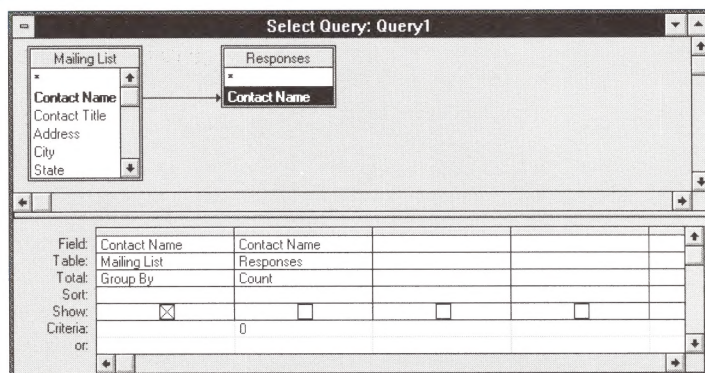 Select Query: Query1
Mailing List
*
Contact Name
Contact Title
Address
City
State
Responses
*
Contact Name
Field: Contact Name Contact Name
Table: Mailing List Responses
Total: Group By Count
Sort:
Show:
Criteria: 0
or: